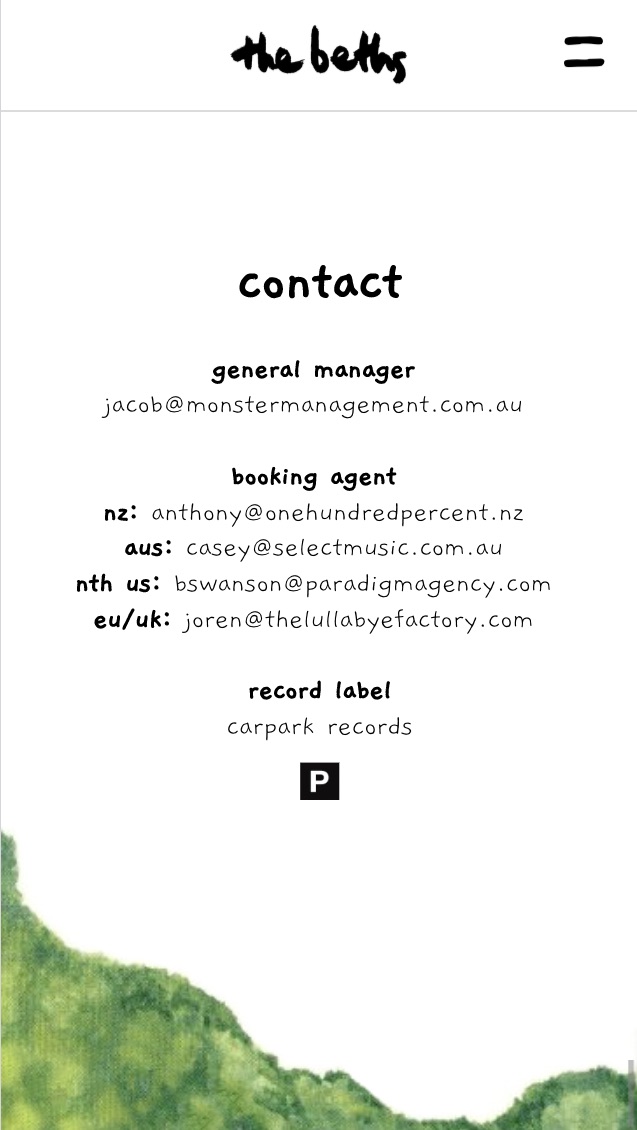 the beths
contact
general manager
jacob@monstermanagement.com.au
booking agent
nz: anthony@onehundredpercent.nz
aus: casey@selectmusic.com.au
nth us: bswanson@paradigmagency.com
eu/uk: joren@thelullabyefactory.com
record label
carpark records
P